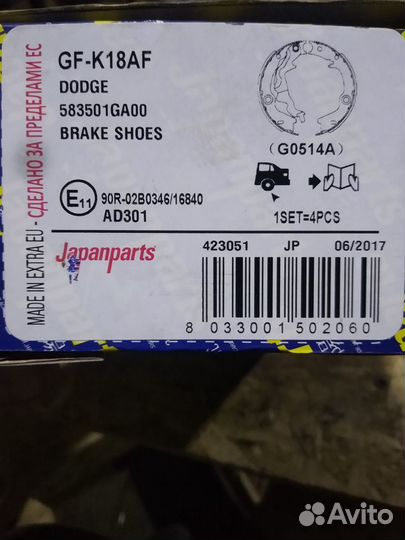 MADE IN EXTRA EU - СДЕЛАНО ЗА ПРЕДЕЛАМИ ЕС
GF-K18AF
DODGE
583501GA00
BRAKE SHOES
(G0514A)
E11 90R-02B0346/16840
AD301
1SET=4PCS
Japanparts
423051 JP 06/2017
8 033001 502060
Avito